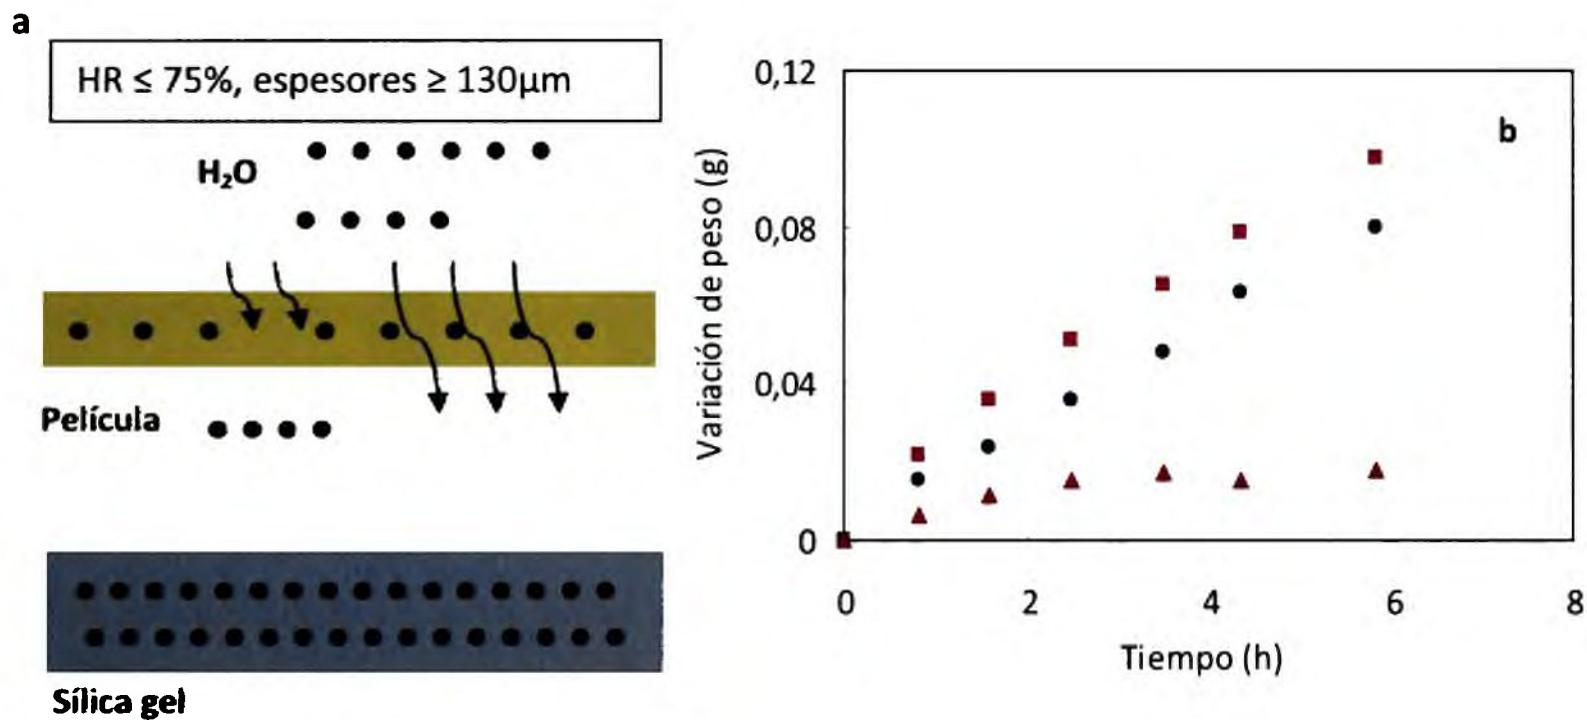 a
HR ≤ 75%, espesores ≥ 130μm
H₂O
Película
Sílica gel
b
Variación de peso (g)
0,12
0,08
0,04
0
0 2 4 6 8
Tiempo (h)